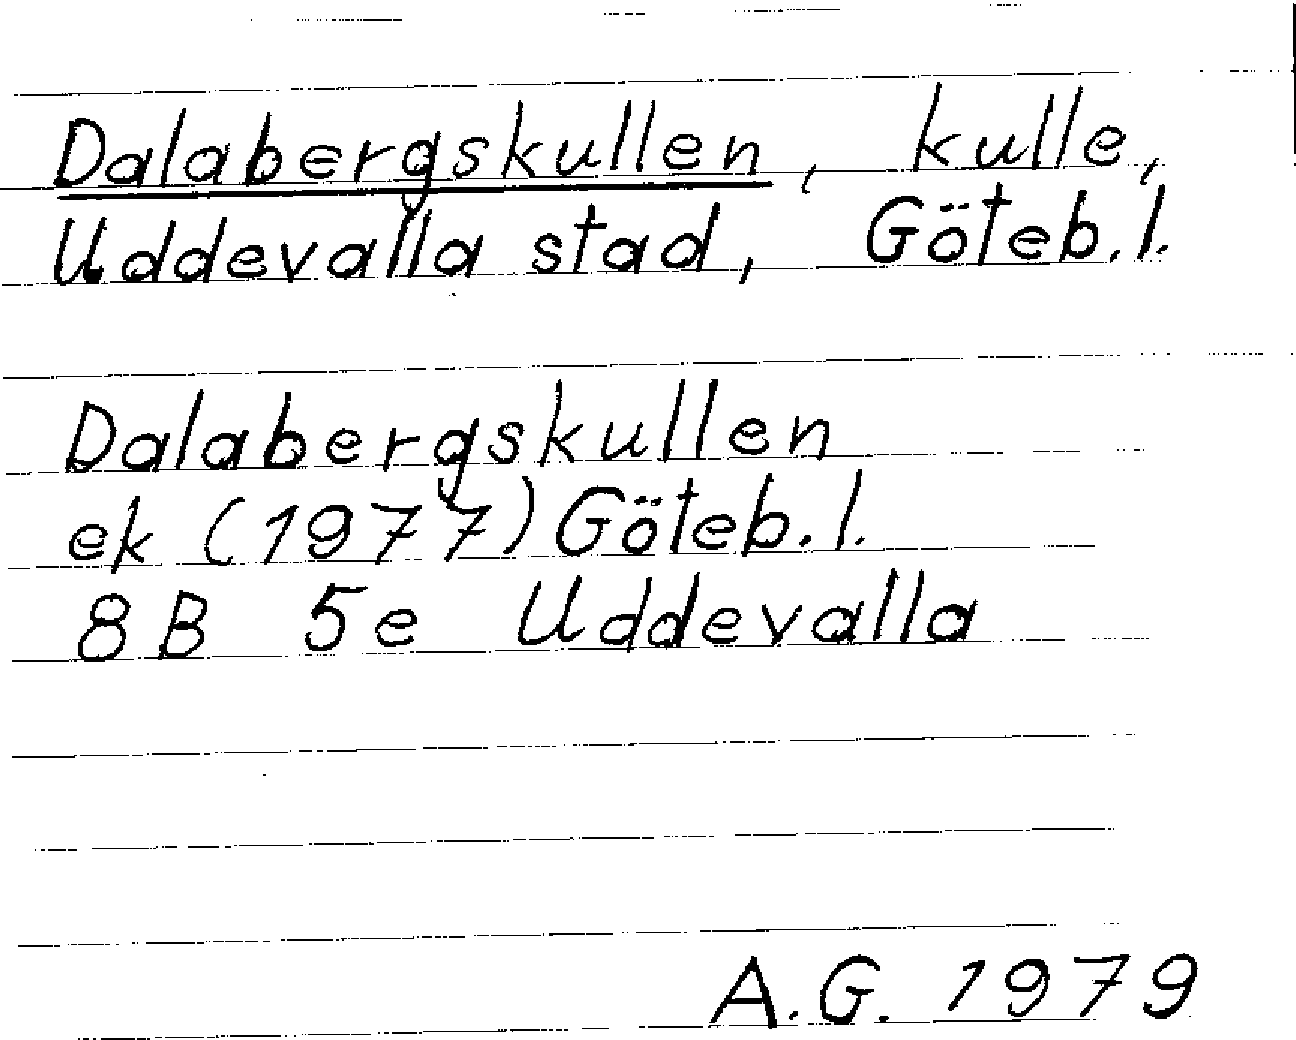 Dalabergskullen, kulle,
Uddevalla stad, Göteb.l.
Dalabergskullen
ek (1977) Göteb.l.
8B 5e Uddevalla
A.G. 1979